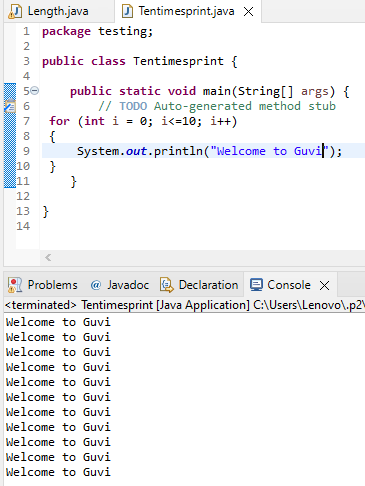 Length.java
Tentimesprint.java
1 package testing;
2
3 public class Tentimesprint {
4
5 public static void main(String[] args) {
6 // TODO Auto-generated method stub
7 for (int i = 0; i<=10; i++)
8 {
9 System.out.println("Welcome to Guvi");
10 }
11 }
12
13 }
14
Problems @ Javadoc Declaration Console
<terminated> Tentimesprint [Java Application] C:\Users\Lenovo\.p2\
Welcome to Guvi
Welcome to Guvi
Welcome to Guvi
Welcome to Guvi
Welcome to Guvi
Welcome to Guvi
Welcome to Guvi
Welcome to Guvi
Welcome to Guvi
Welcome to Guvi
Welcome to Guvi